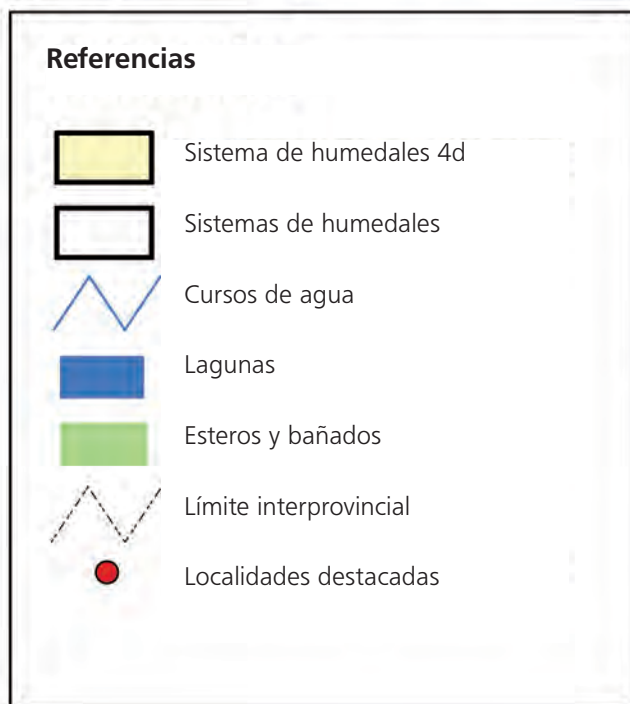 Referencias
Sistema de humedales 4d
Sistemas de humedales
Cursos de agua
Lagunas
Esteros y bañados
Límite interprovincial
Localidades destacadas